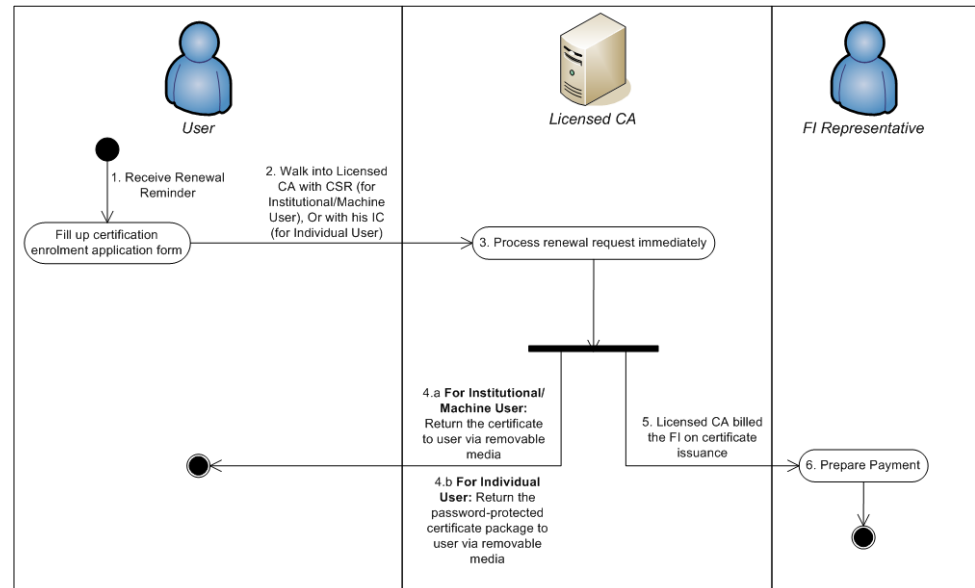 User
Licensed CA
FI Representative
1. Receive Renewal
Reminder
2. Walk into Licensed
CA with CSR (for
Institutional/Machine
User), Or with his IC
(for Individual User)
Fill up certification
enrolment application form
3. Process renewal request immediately
4.a For Institutional/
Machine User:
Return the certificate
to user via removable
media
4.b For Individual
User: Return the
password-protected
certificate package to
user via removable
media
5. Licensed CA billed
the FI on certificate
issuance
6. Prepare Payment